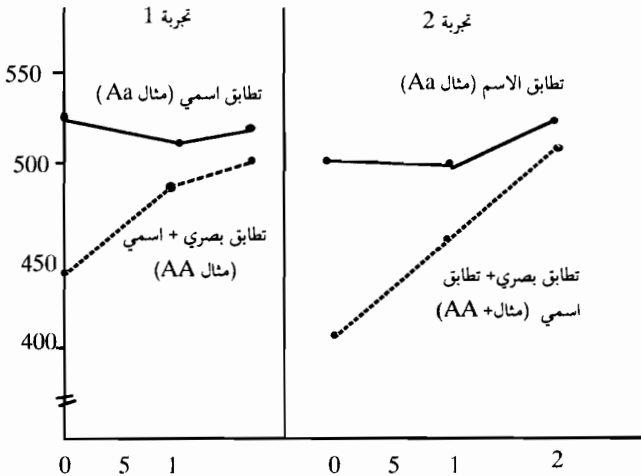 تجربة 1
تجربة 2
550
500
450
400
تطابق اسمي (مثال Aa)
تطابق بصري + اسمي
(مثال AA)
تطابق الاسم (مثال Aa)
تطابق بصري+ تطابق
اسمي (مثال+ AA)
0 5 1
0 5 1 2